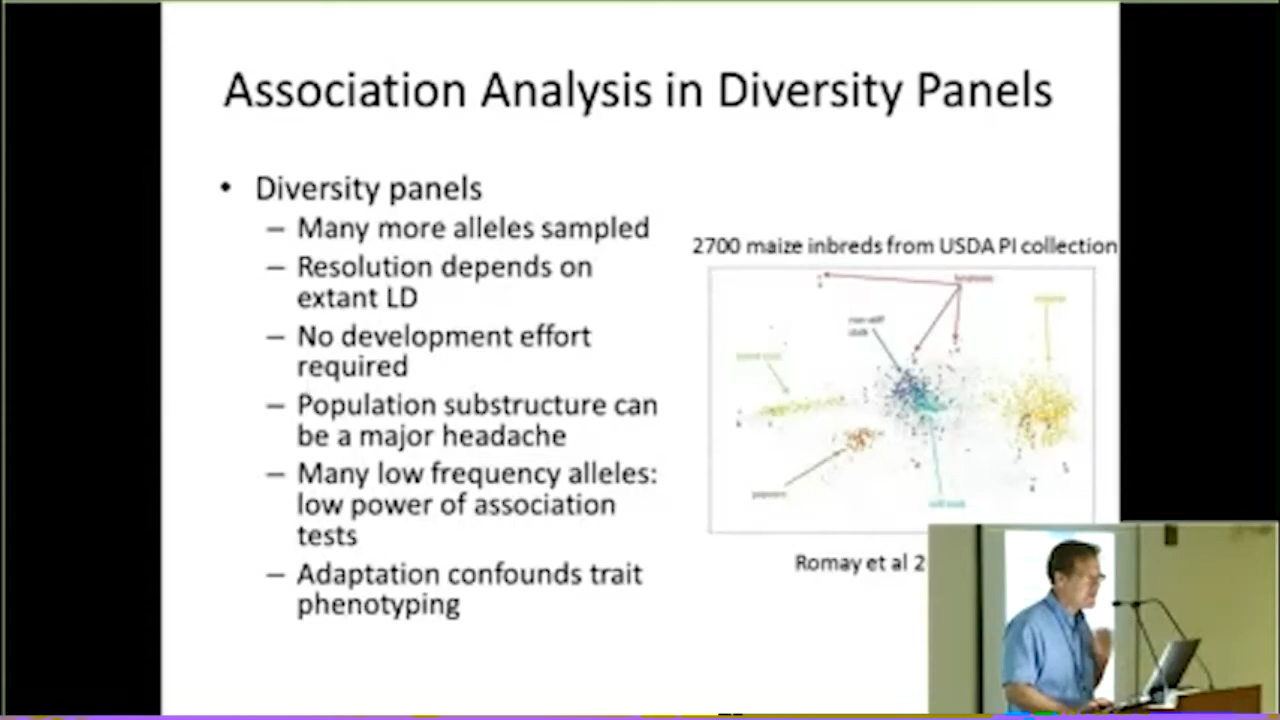 Association Analysis in Diversity Panels
• Diversity panels
– Many more alleles sampled
– Resolution depends on
extant LD
– No development effort
required
– Population substructure can
be a major headache
– Many low frequency alleles:
low power of association
tests
– Adaptation confounds trait
phenotyping
2700 maize inbreds from USDA PI collection
popcorn
Romay et al 2